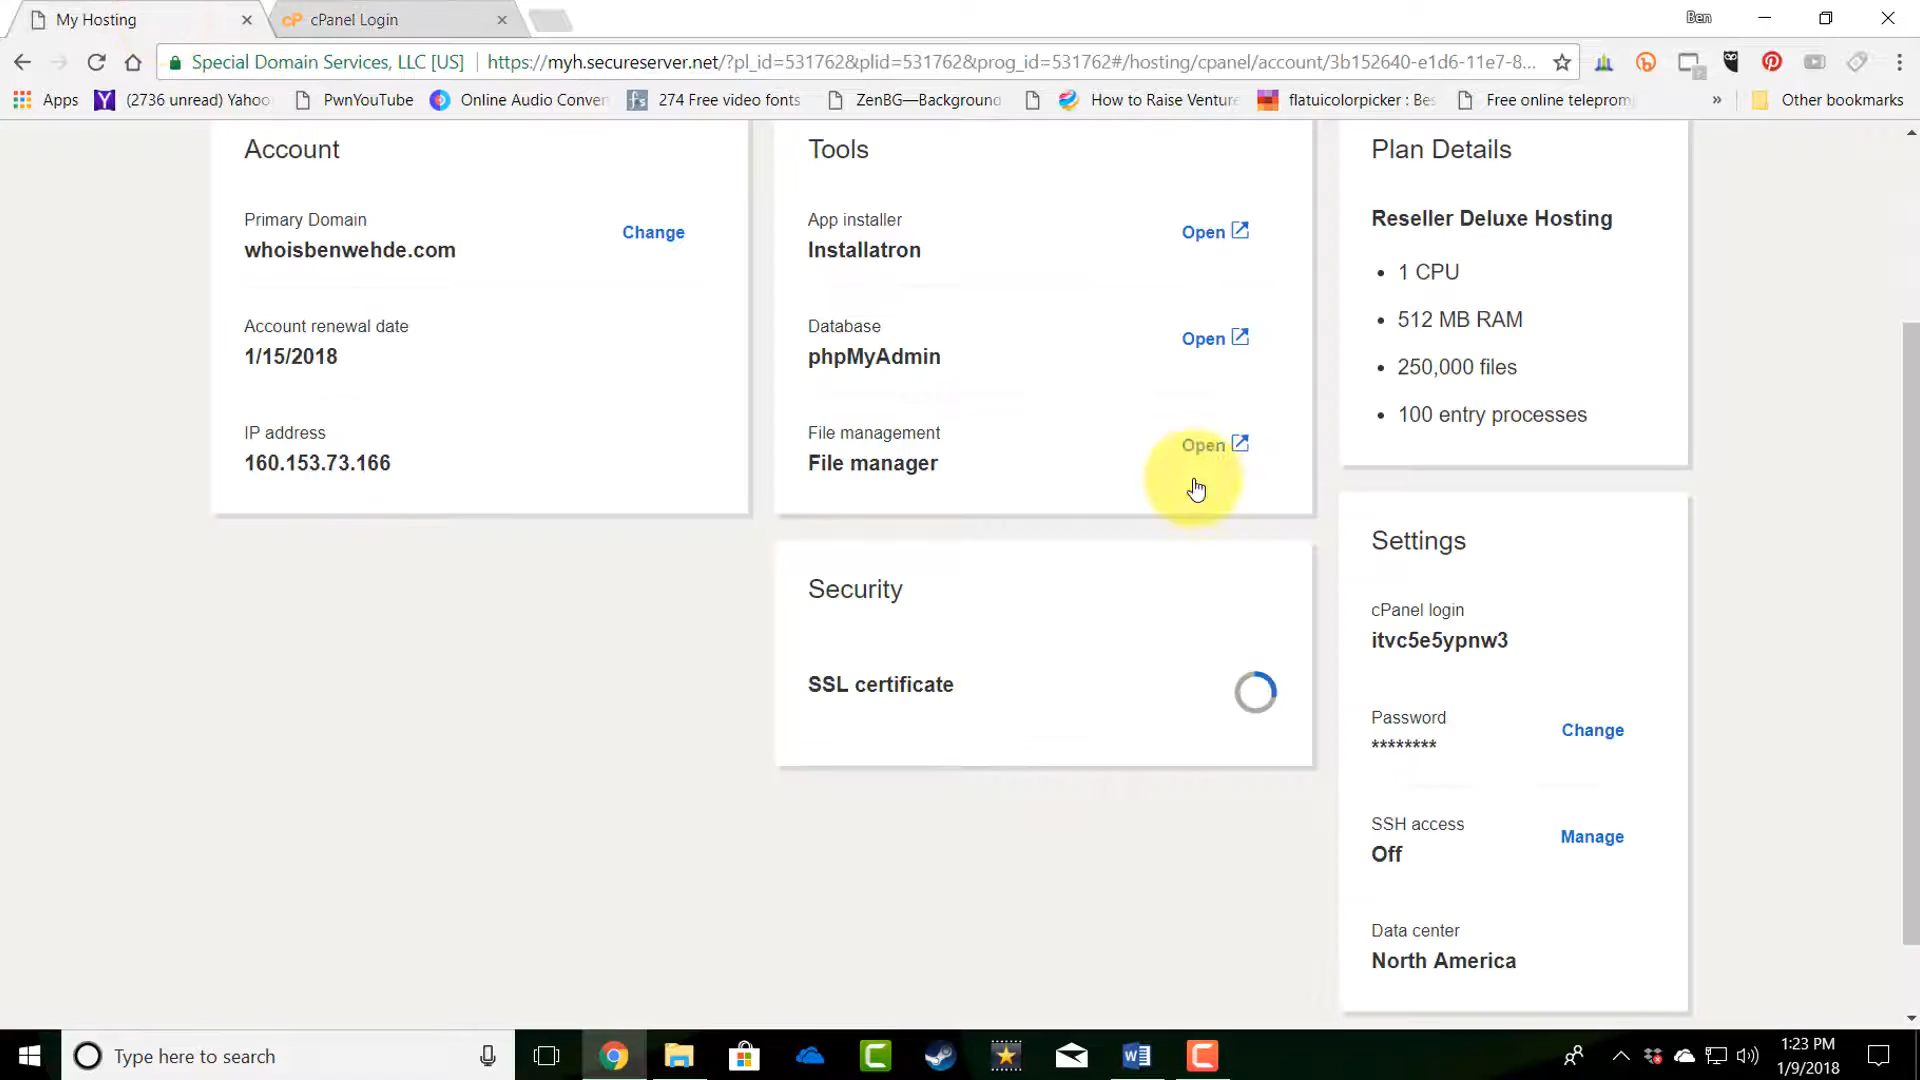 My Hosting
cPanel Login
Ben
Special Domain Services, LLC [US]
https://myh.secureserver.net/?pl_id=531762&plid=531762&prog_id=531762#/hosting/cpanel/account/3b152640-e1d6-11e7-8...
Apps
(2736 unread) Yahoo
PwnYouTube
Online Audio Conver
fs
274 Free video fonts
ZenBG—Background
How to Raise Ventur
flatuicolorpicker : Bes
Free online teleprom
»
Other bookmarks
Account
Primary Domain
whoisbenwehde.com
Change
Account renewal date
1/15/2018
IP address
160.153.73.166
Tools
App installer
Installatron
Open
Database
phpMyAdmin
Open
File management
File manager
Open
Security
SSL certificate
Plan Details
Reseller Deluxe Hosting
• 1 CPU
• 512 MB RAM
• 250,000 files
• 100 entry processes
Settings
cPanel login
itvc5e5ypnw3
Password
********
Change
SSH access
Off
Manage
Data center
North America
Type here to search
1:23 PM
1/9/2018